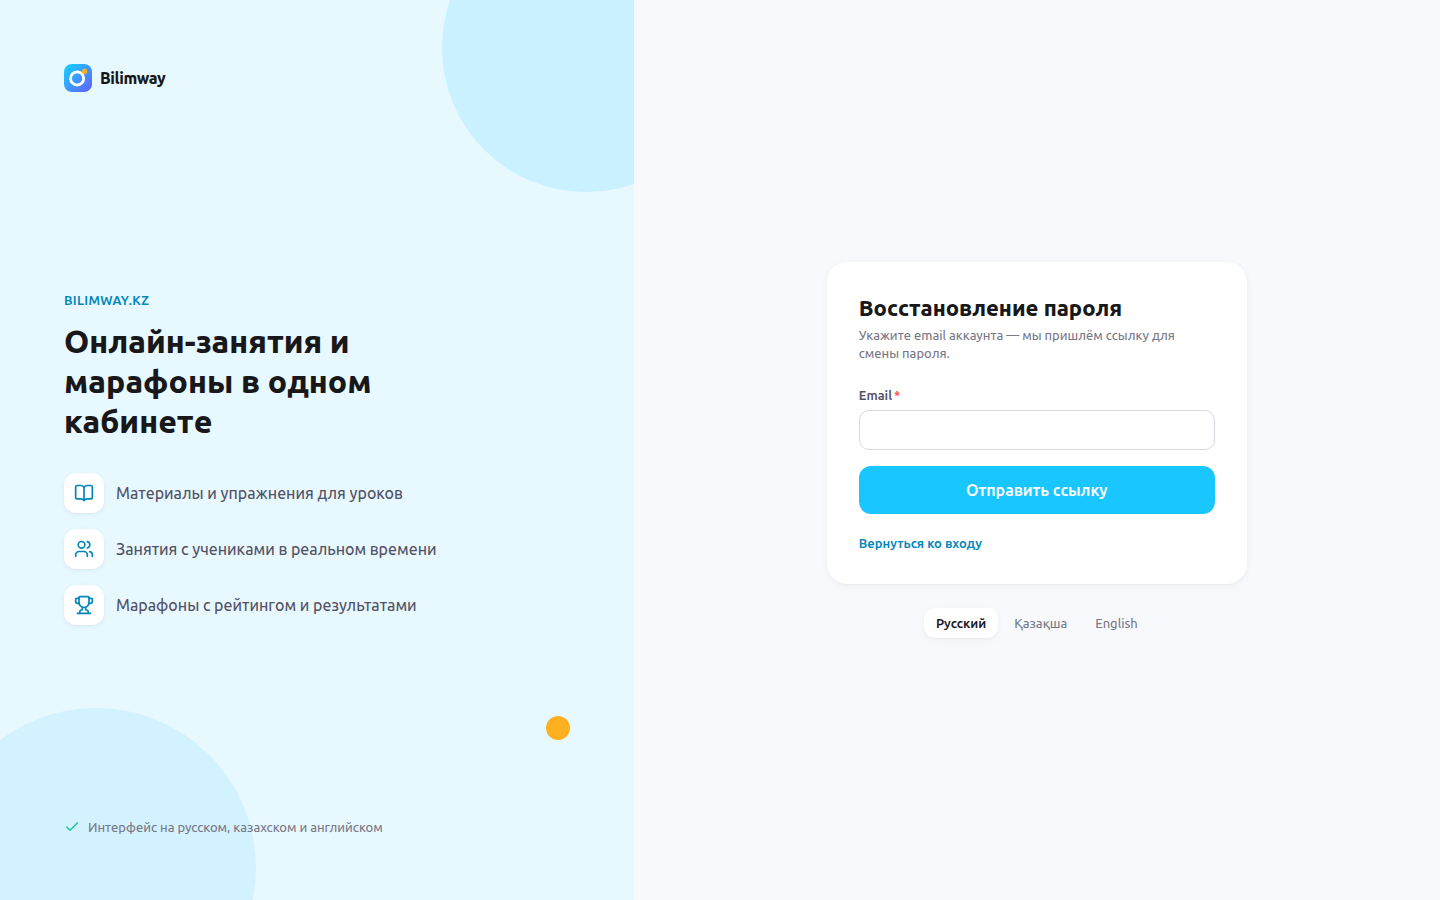 Bilimway
BILIMWAY.KZ
Онлайн-занятия и
марафоны в одном
кабинете
Материалы и упражнения для уроков
Занятия с учениками в реальном времени
Марафоны с рейтингом и результатами
Интерфейс на русском, казахском и английском
Восстановление пароля
Укажите email аккаунта — мы пришлём ссылку для
смены пароля.
Email *
Отправить ссылку
Вернуться ко входу
Русский Қазақша English